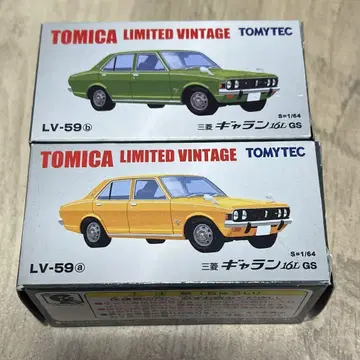 TOMICA LIMITED VINTAGE TOMYTEC
S=1/64
LV-59ⓑ 三菱 ギャラン16L GS
TOMICA LIMITED VINTAGE TOMYTEC
S=1/64
LV-59ⓐ 三菱 ギャラン16L GS